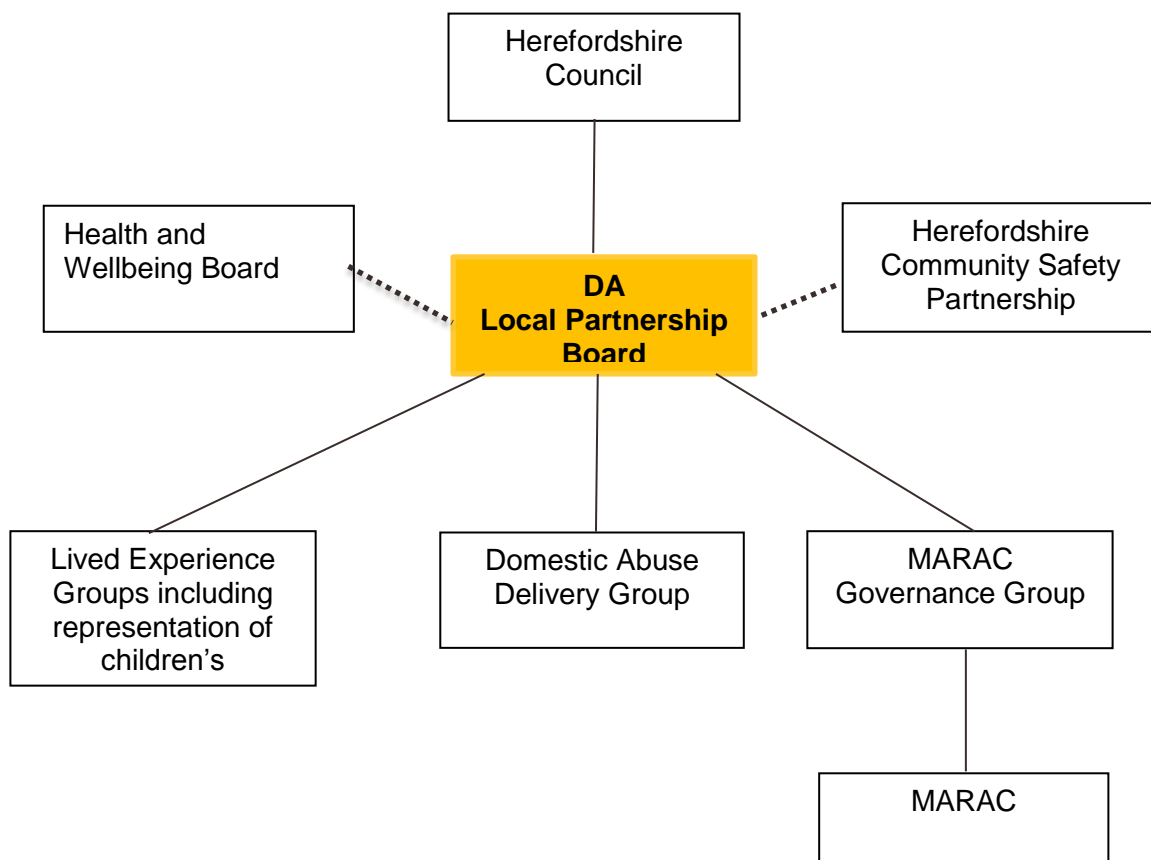 Herefordshire
Council
Health and
Wellbeing Board
DA
Local Partnership
Board
Herefordshire
Community Safety
Partnership
Lived Experience
Groups including
representation of
children's
Domestic Abuse
Delivery Group
MARAC
Governance Group
MARAC